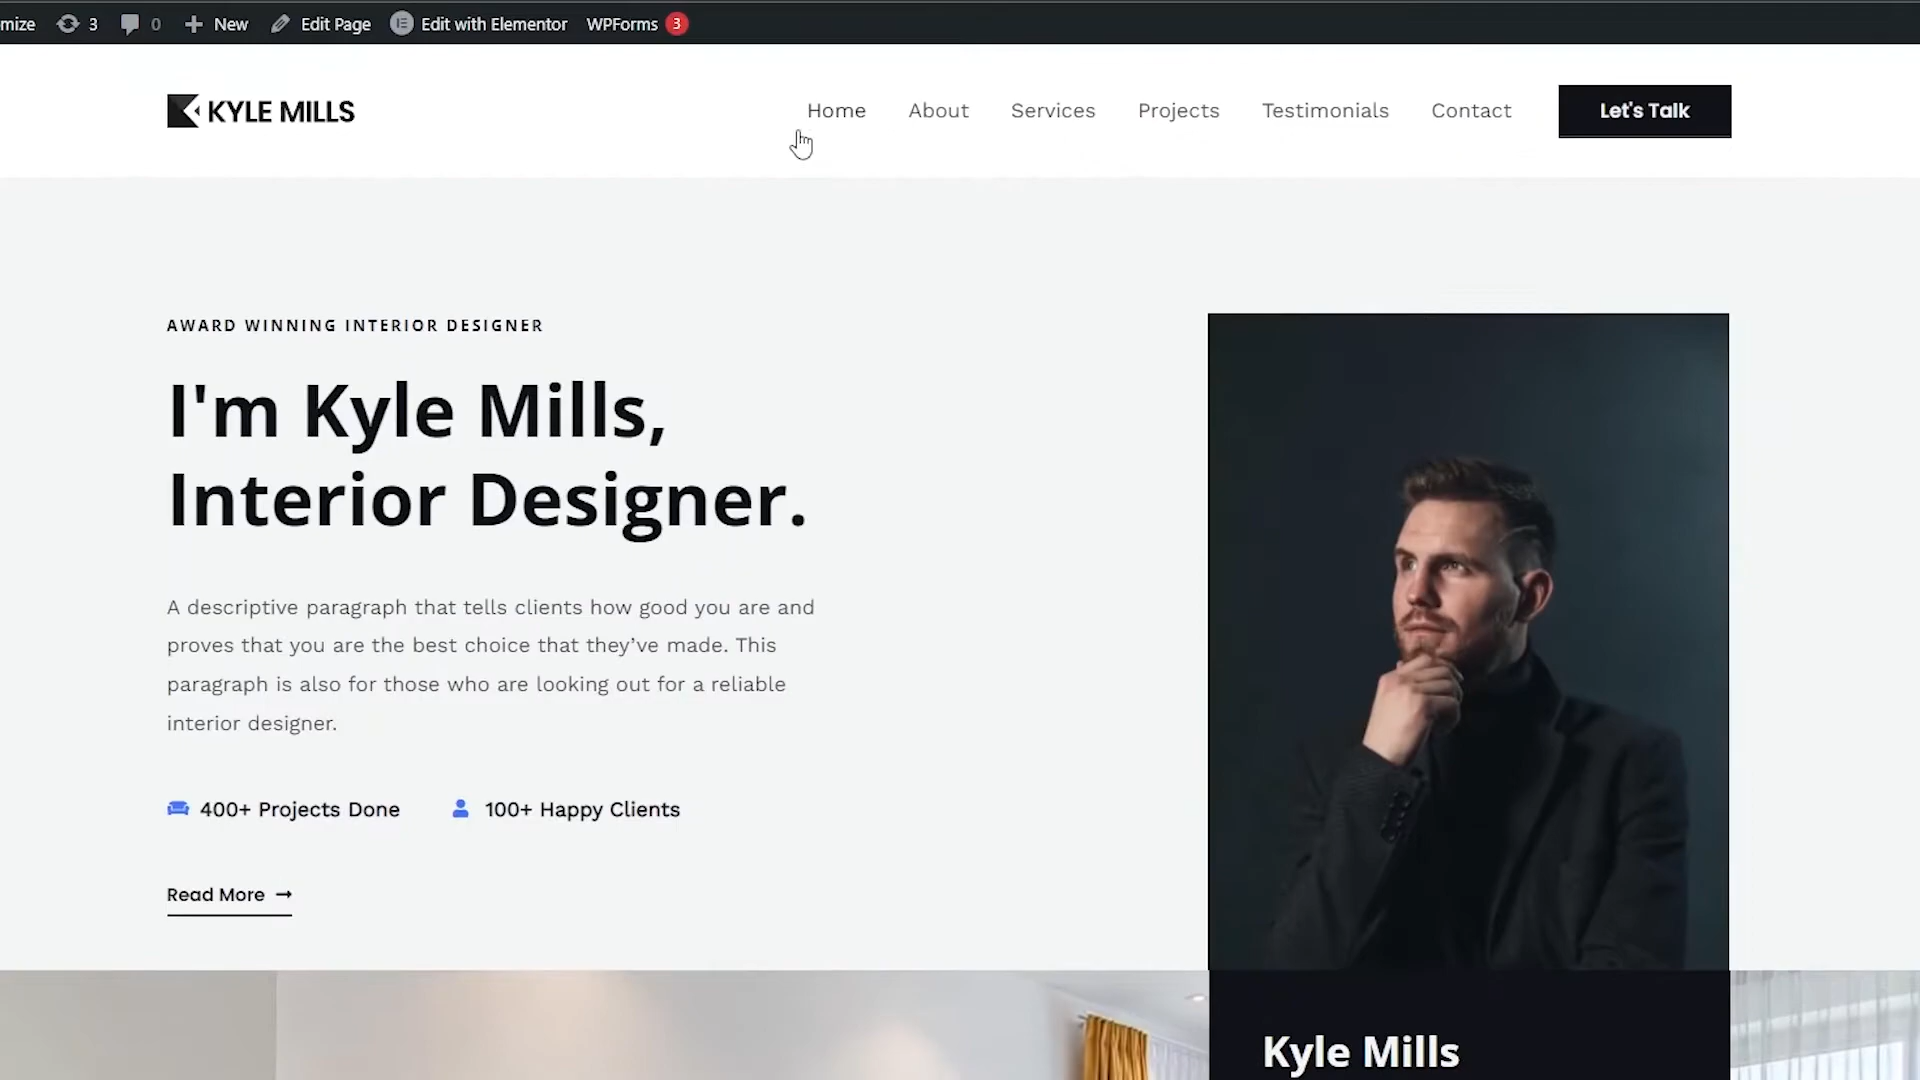 mize 3 0 New Edit Page Edit with Elementor WPForms 3
KYLE MILLS Home About Services Projects Testimonials Contact Let's Talk
AWARD WINNING INTERIOR DESIGNER
I'm Kyle Mills,
Interior Designer.
A descriptive paragraph that tells clients how good you are and
proves that you are the best choice that they’ve made. This
paragraph is also for those who are looking out for a reliable
interior designer.
400+ Projects Done 100+ Happy Clients
Read More →
Kyle Mills